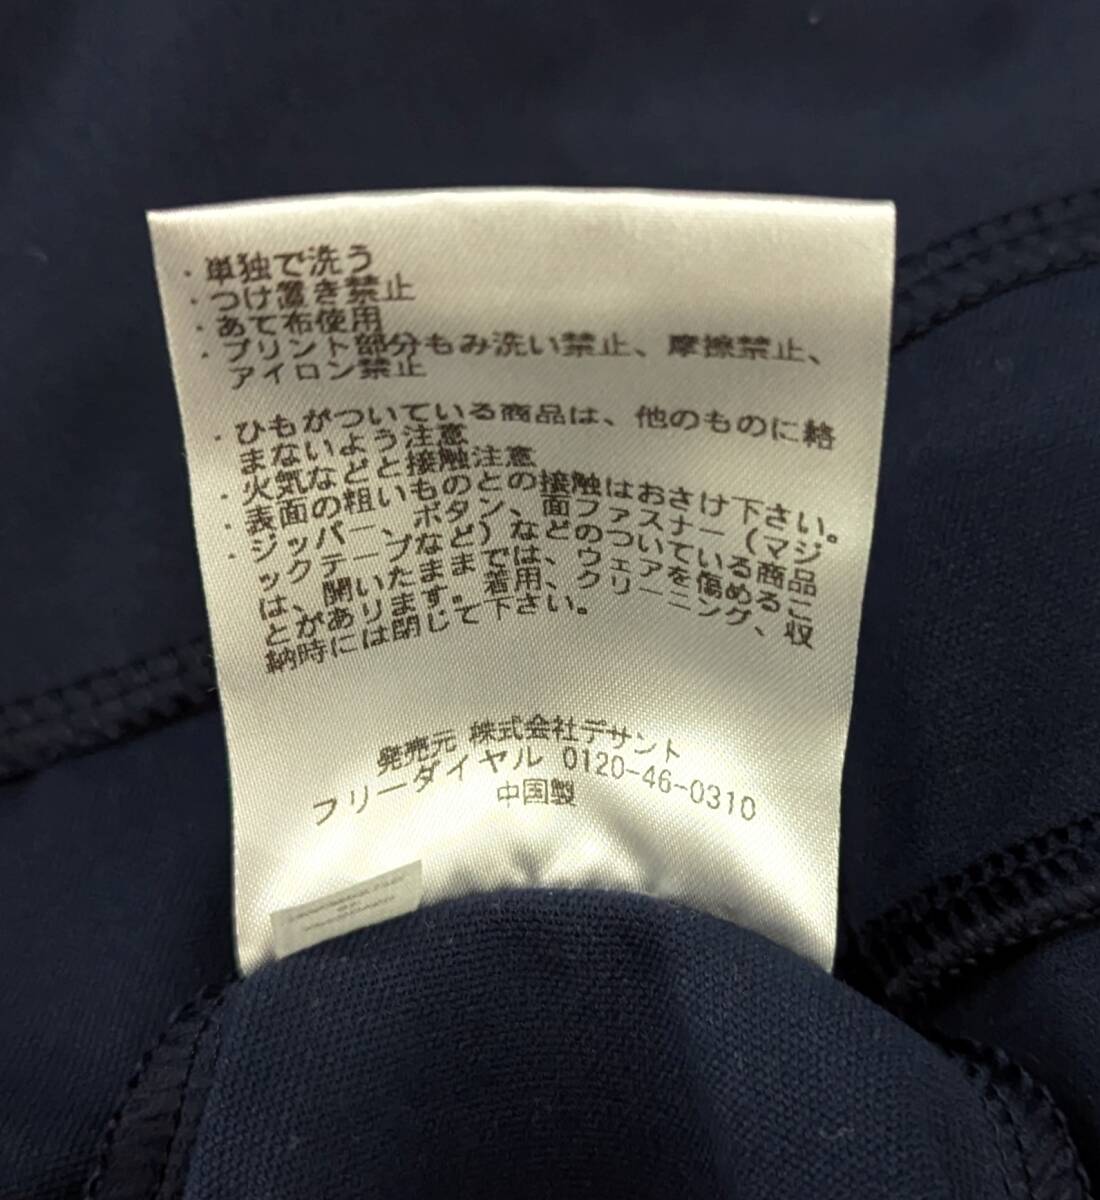 ・単独で洗う
・つけ置き禁止
・あて布使用
・プリント部分もみ洗い禁止、摩擦禁止、
アイロン禁止
・ひもがついている商品は、他のものに絡
まないよう注意
・火気などと接触注意
・表面の粗いものとの接触はおさけ下さい。
・ジッパー、ボタン、面ファスナー（マジ
ックテープなど）などのついている商品
は、開いたままでは、ウェアを傷めるこ
とがあります。着用、クリーニング、収
納時には閉じて下さい。
発売元 株式会社デサント
フリーダイヤル 0120-46-0310
中国製